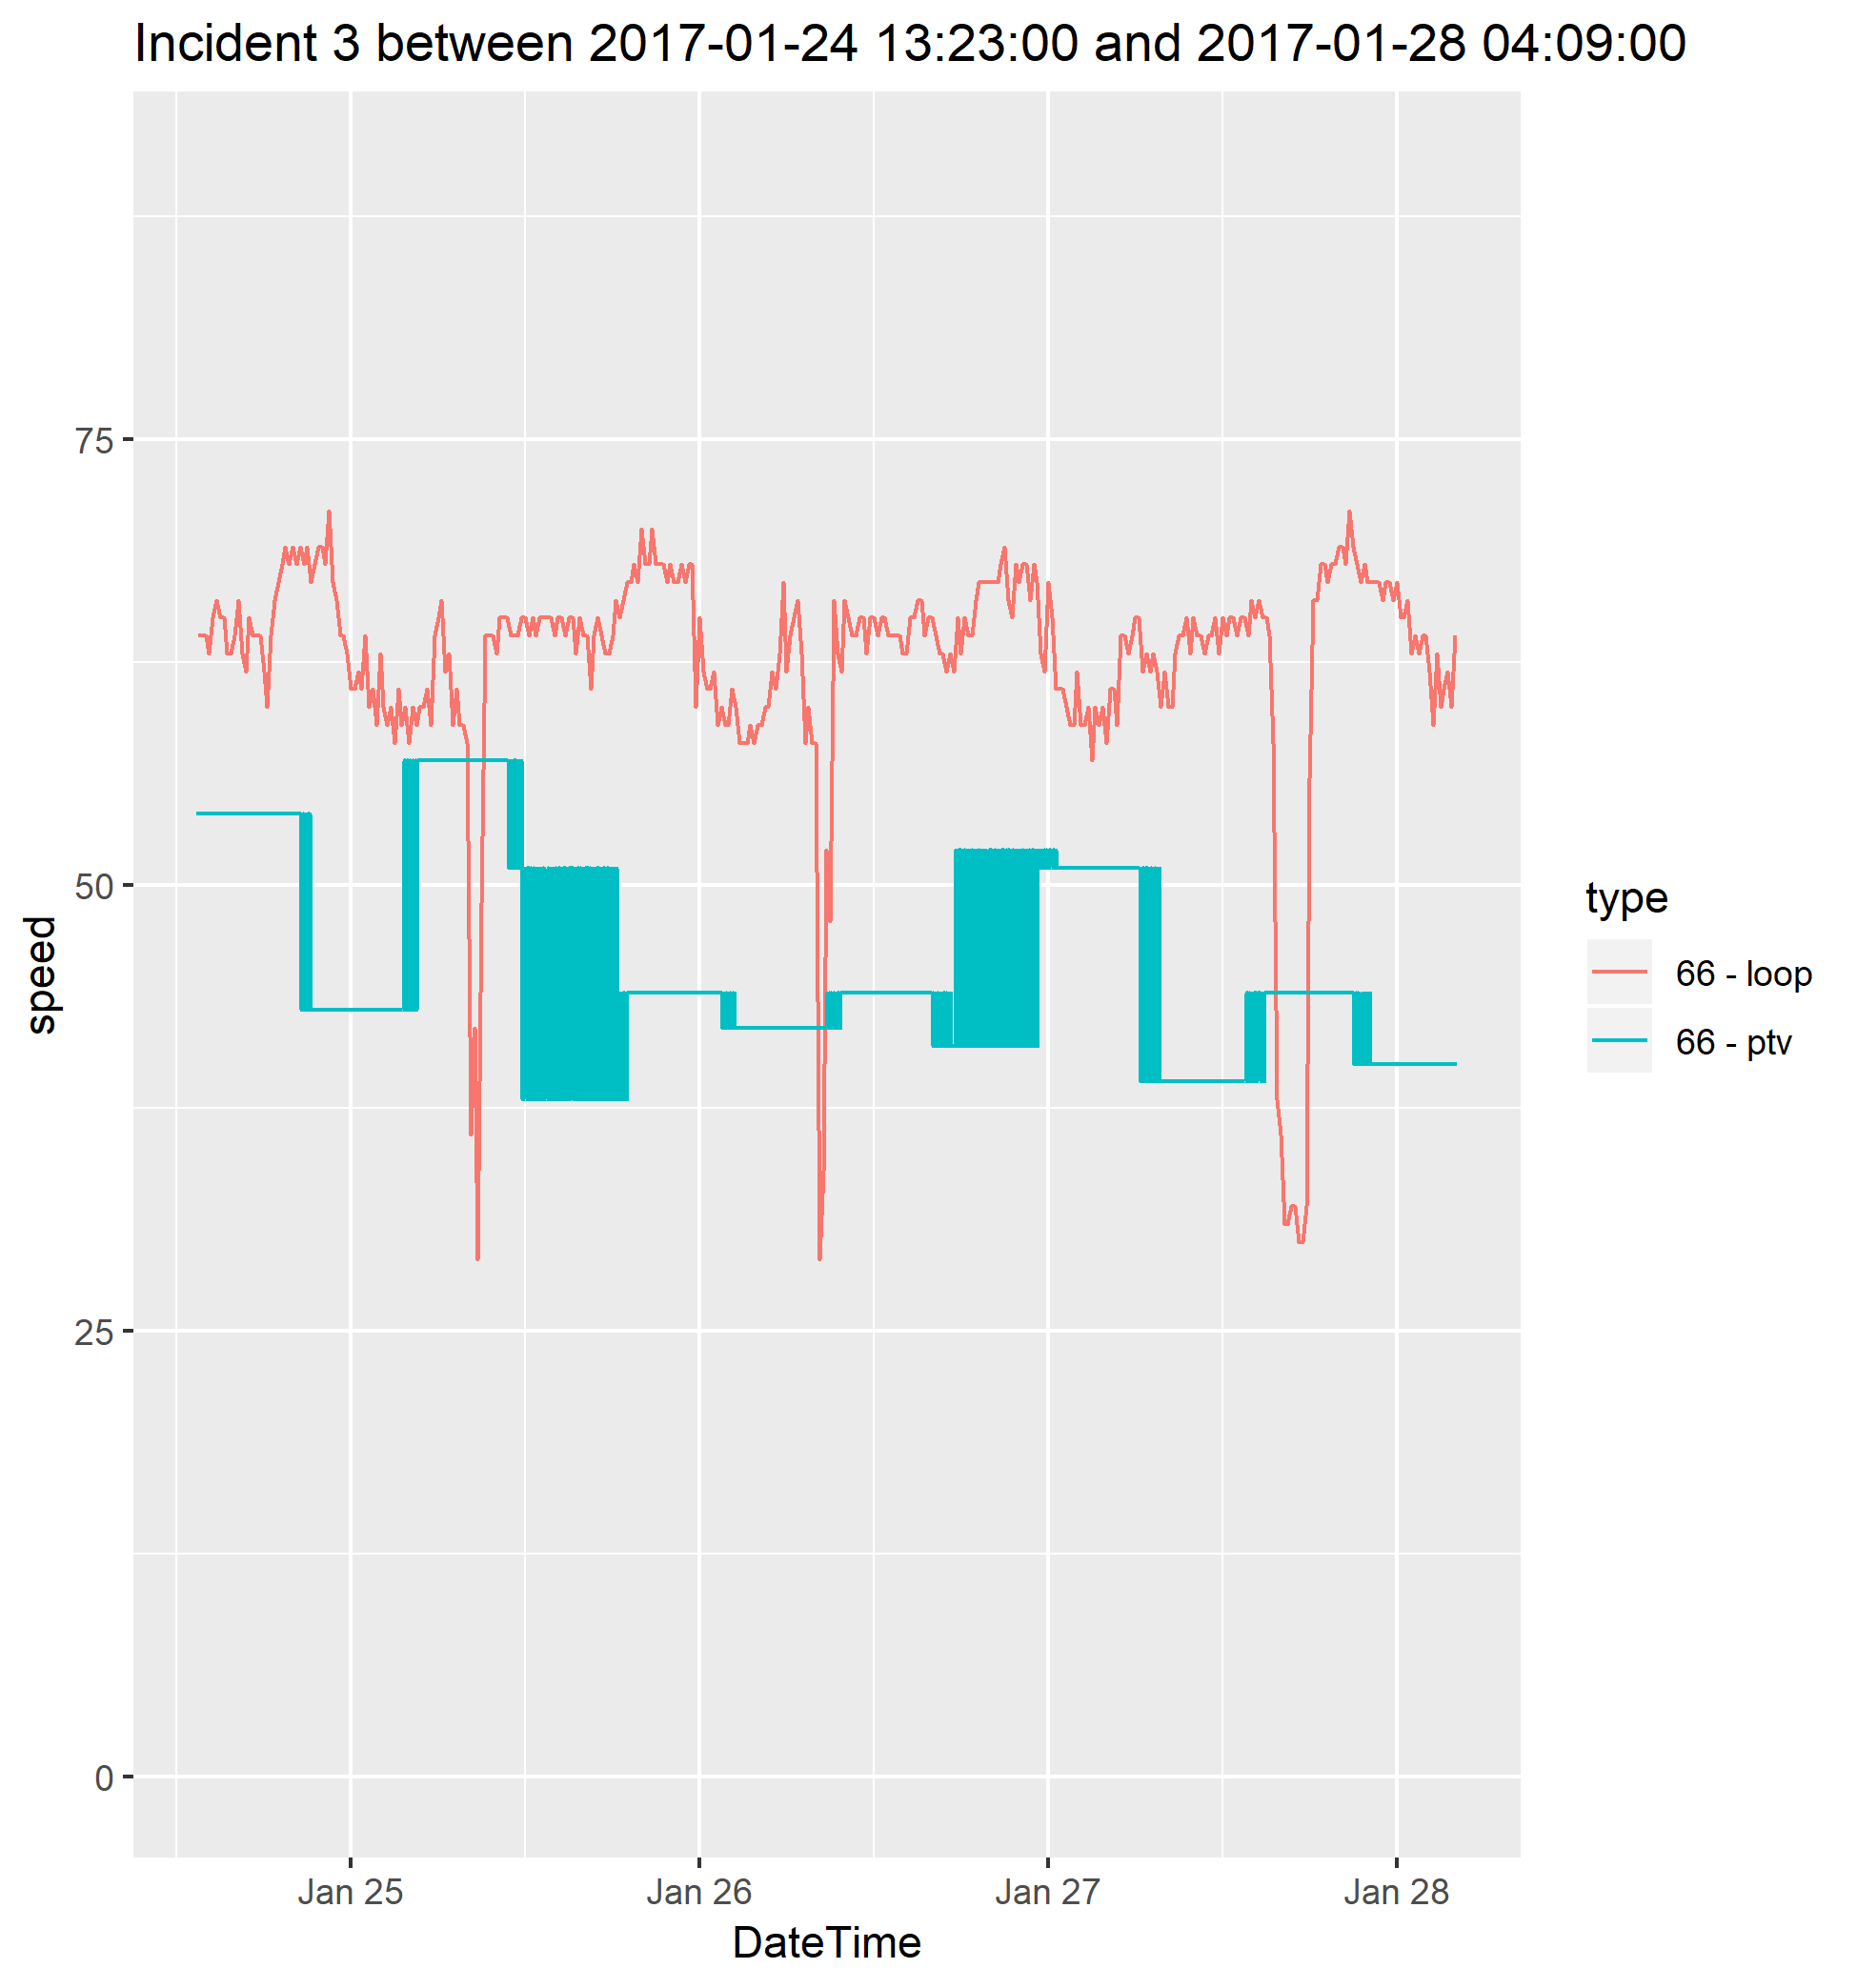 Incident 3 between 2017-01-24 13:23:00 and 2017-01-28 04:09:00
75
50
25
0
speed
Jan 25
Jan 26
Jan 27
Jan 28
DateTime
type
66 - loop
66 - ptv